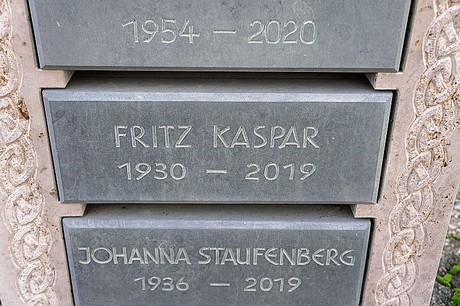 1954 – 2020
FRITZ KASPAR
1930 – 2019
JOHANNA STAUFENBERG
1936 – 2019